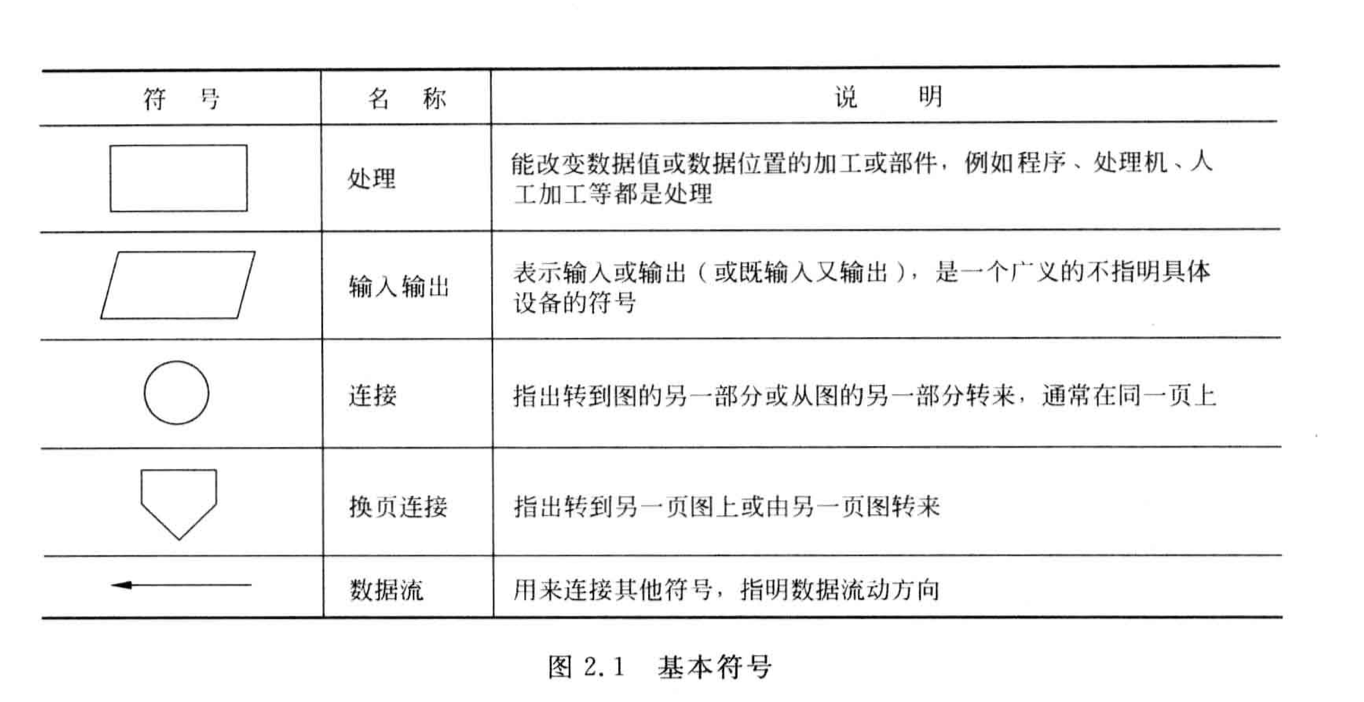 符 号 名 称 说 明
处理 能改变数据值或数据位置的加工或部件，例如程序、处理机、人
工加工等都是处理
输入输出 表示输入或输出（或既输入又输出），是一个广义的不指明具体
设备的符号
连接 指出转到图的另一部分或从图的另一部分转来，通常在同一页上
换页连接 指出转到另一页图上或由另一页图转来
数据流 用来连接其他符号，指明数据流动方向
图 2.1 基本符号